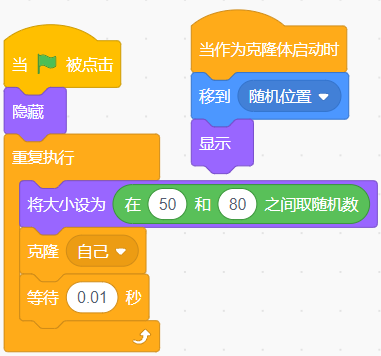 当 被点击
隐藏
重复执行
将大小设为 在 50 和 80 之间取随机数
克隆 自己
等待 0.01 秒
当作为克隆体启动时
移到 随机位置
显示